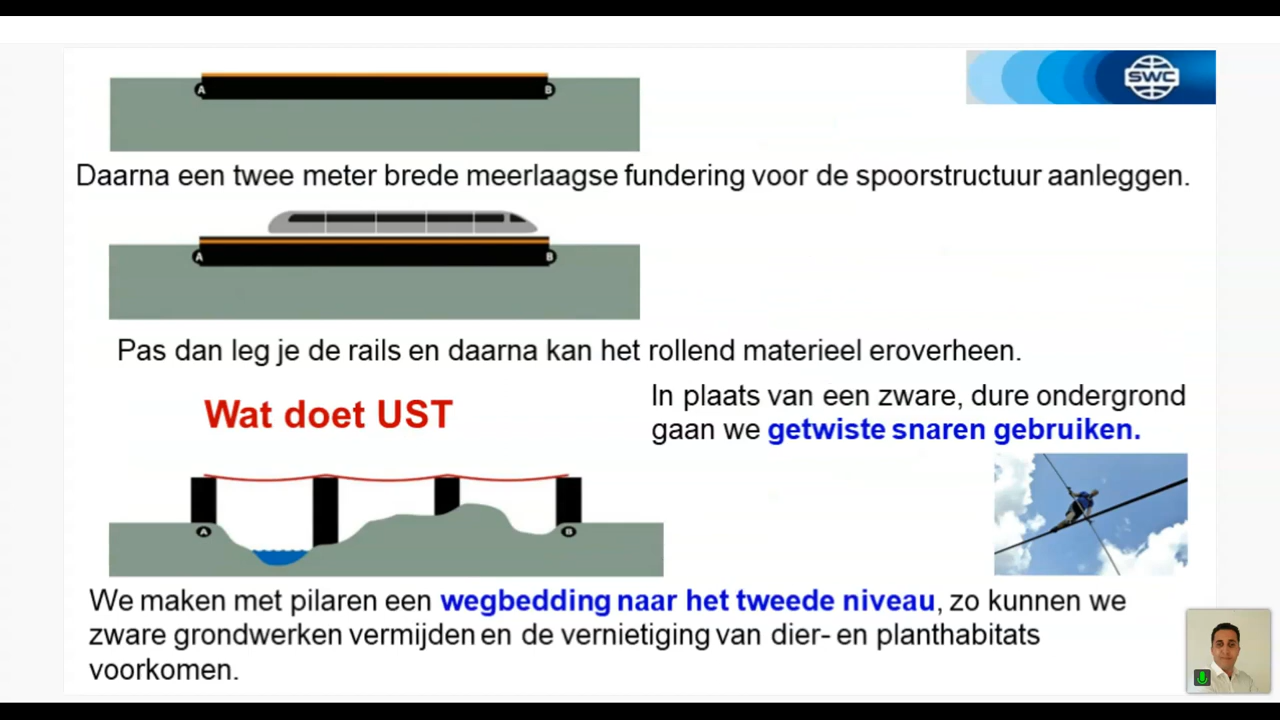 SWC
A B
Daarna een twee meter brede meerlaagse fundering voor de spoorstructuur aanleggen.
A B
Pas dan leg je de rails en daarna kan het rollend materieel eroverheen.
Wat doet UST
In plaats van een zware, dure ondergrond
gaan we getwiste snaren gebruiken.
A B
We maken met pilaren een wegbedding naar het tweede niveau, zo kunnen we
zware grondwerken vermijden en de vernietiging van dier- en planthabitats
voorkomen.